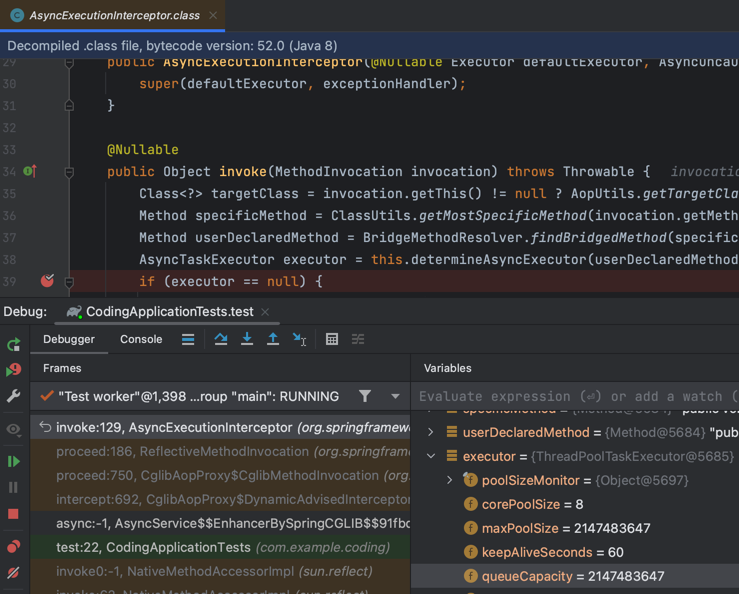 AsyncExecutionInterceptor.class
Decompiled .class file, bytecode version: 52.0 (Java 8)
29 public AsyncExecutionInterceptor(@Nullable Executor defaultExecutor, AsyncUncau
30 super(defaultExecutor, exceptionHandler);
31 }
32
33 @Nullable
34 public Object invoke(MethodInvocation invocation) throws Throwable { invocatio
35 Class<?> targetClass = invocation.getThis() != null ? AopUtils.getTargetCla
36 Method specificMethod = ClassUtils.getMostSpecificMethod(invocation.getMeth
37 Method userDeclaredMethod = BridgeMethodResolver.findBridgedMethod(specific
38 AsyncTaskExecutor executor = this.determineAsyncExecutor(userDeclaredMethod
39 if (executor == null) {
Debug: CodingApplicationTests.test
Debugger Console
Frames
"Test worker"@1,398 ...roup "main": RUNNING
invoke:129, AsyncExecutionInterceptor (org.springframew
proceed:186, ReflectiveMethodInvocation (org.springfram
proceed:750, CglibAopProxy$CglibMethodInvocation (org
intercept:692, CglibAopProxy$DynamicAdvisedInterceptor
async:-1, AsyncService$$EnhancerBySpringCGLIB$$91fbc
test:22, CodingApplicationTests (com.example.coding)
invoke0:-1, NativeMethodAccessorImpl (sun.reflect)
Variables
Evaluate expression (⏎) or add a watch (
userDeclaredMethod = {Method@5684} "pub
executor = {ThreadPoolTaskExecutor@5685}
poolSizeMonitor = {Object@5697}
corePoolSize = 8
maxPoolSize = 2147483647
keepAliveSeconds = 60
queueCapacity = 2147483647